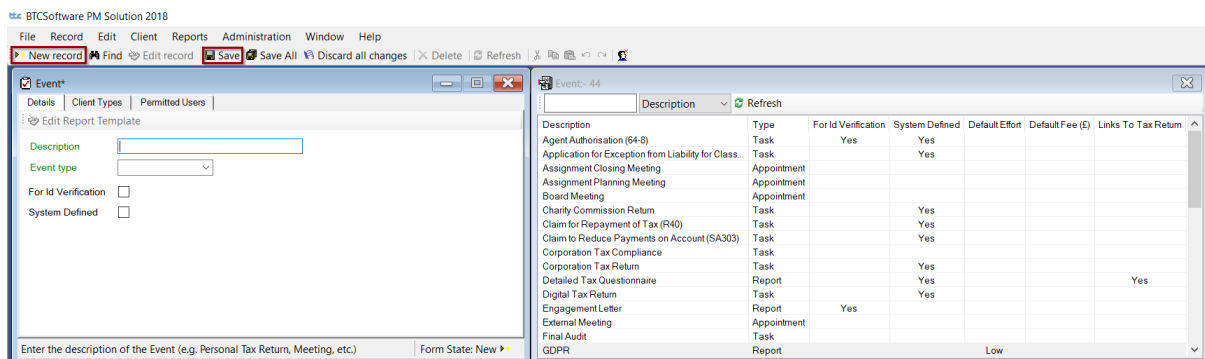 btc BTCSoftware PM Solution 2018
File Record Edit Client Reports Administration Window Help
New record Find Edit record Save Save All Discard all changes Delete Refresh
Event*
Details Client Types Permitted Users
Edit Report Template
Description
Event type
For Id Verification
System Defined
Enter the description of the Event (e.g. Personal Tax Return, Meeting, etc.) Form State: New
Event:- 44
Description Refresh
Description Type For Id Verification System Defined Default Effort Default Fee (£) Links To Tax Return
Agent Authorisation (64-8) Task Yes Yes
Application for Exception from Liability for Class... Task Yes
Assignment Closing Meeting Appointment
Assignment Planning Meeting Appointment
Board Meeting Appointment
Charity Commission Return Task Yes
Claim for Repayment of Tax (R40) Task Yes
Claim to Reduce Payments on Account (SA303) Task Yes
Corporation Tax Compliance Task
Corporation Tax Return Task Yes
Detailed Tax Questionnaire Report Yes Yes
Digital Tax Return Task Yes
Engagement Letter Report Yes
External Meeting Appointment
Final Audit Task
GDPR Report Low